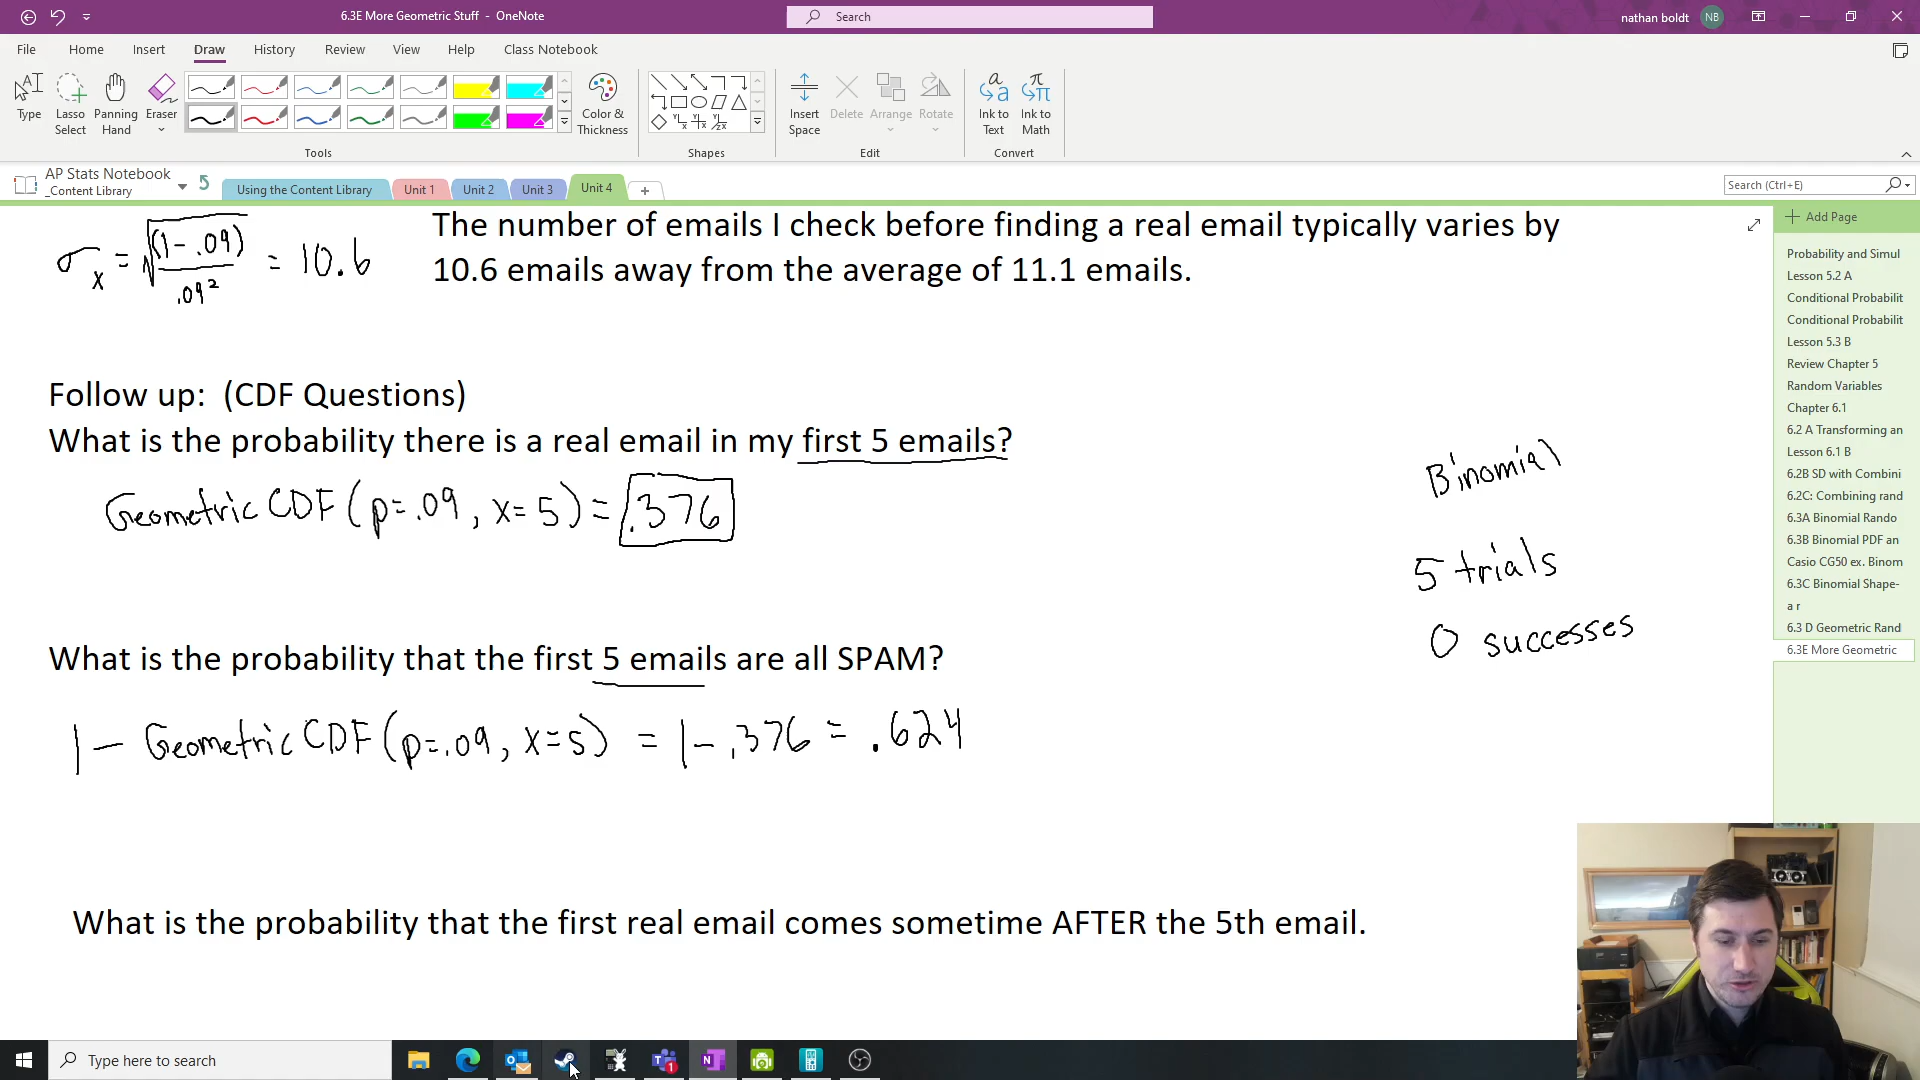 6.3E More Geometric Stuff - OneNote
Search
nathan boldt
NB
File Home Insert Draw History Review View Help Class Notebook
Type
Lasso Select
Panning Hand
Eraser
Color & Thickness
Insert Space
Delete
Arrange
Rotate
Ink to Text
Ink to Math
Tools
Shapes
Edit
Convert
AP Stats Notebook
_Content Library
Using the Content Library
Unit 1
Unit 2
Unit 3
Unit 4
+
Search (Ctrl+E)
Add Page
Probability and Simul
Lesson 5.2 A
Conditional Probabilit
Conditional Probabilit
Lesson 5.3 B
Review Chapter 5
Random Variables
Chapter 6.1
6.2 A Transforming an
Lesson 6.1 B
6.2B SD with Combini
6.2C: Combining rand
6.3A Binomial Rando
6.3B Binomial PDF an
Casio CG50 ex. Binom
6.3C Binomial Shape-
a r
6.3 D Geometric Rand
6.3E More Geometric
σx = √(1-.09)/.09² = 10.6
The number of emails I check before finding a real email typically varies by
10.6 emails away from the average of 11.1 emails.
Follow up: (CDF Questions)
What is the probability there is a real email in my first 5 emails?
Geometric CDF (p=.09, x=5) = .376
Binomial
5 trials
0 successes
What is the probability that the first 5 emails are all SPAM?
1 - Geometric CDF (p=.09, x=5) = 1-.376 = .624
What is the probability that the first real email comes sometime AFTER the 5th email.
Type here to search